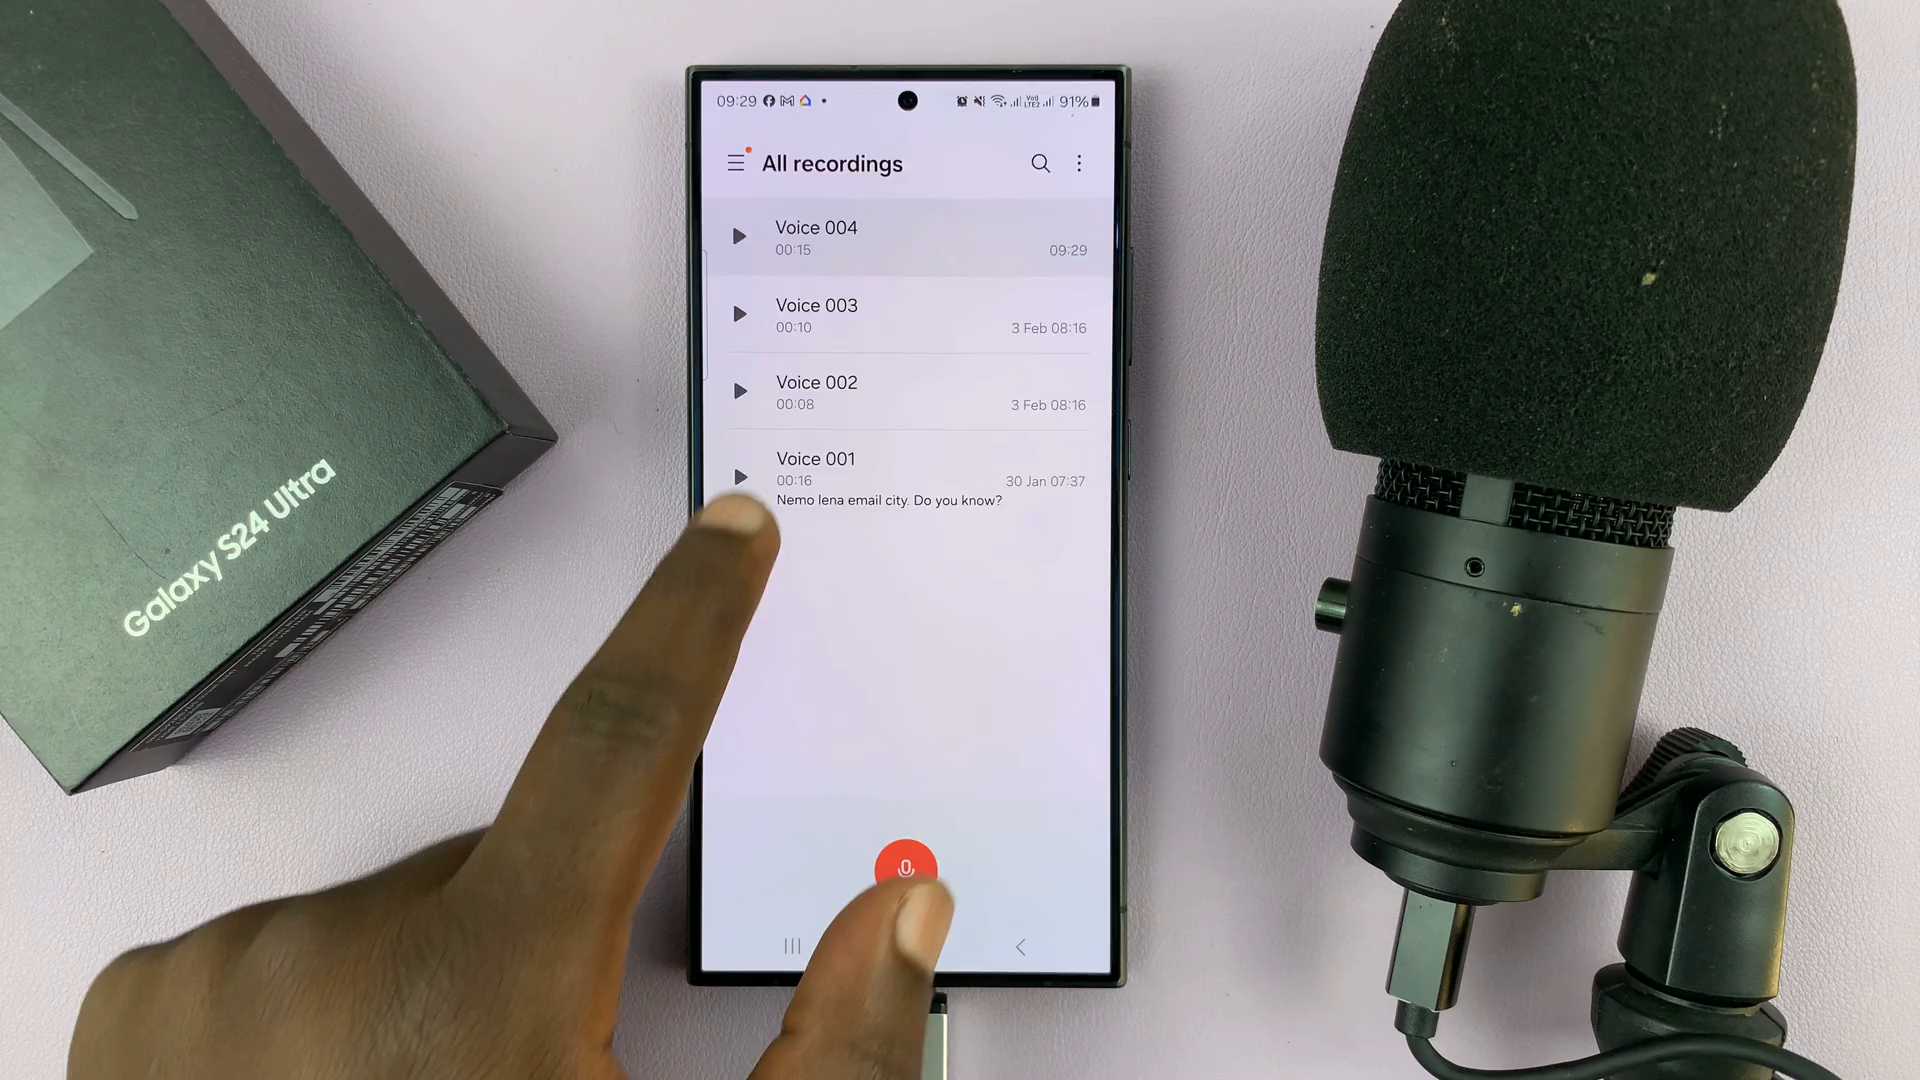 Galaxy S24 Ultra
09:29
VoI)
LTE2
91%
All recordings
Voice 004
00:15 09:29
Voice 003
00:10 3 Feb 08:16
Voice 002
00:08 3 Feb 08:16
Voice 001
00:16 30 Jan 07:37
Nemo lena email city. Do you know?